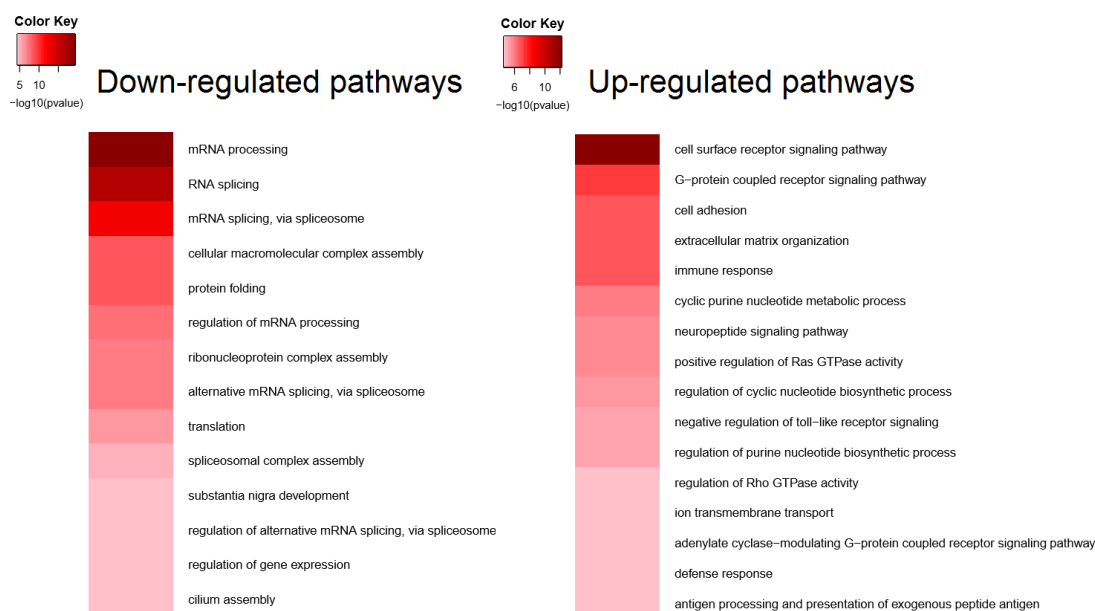 Color Key
5 10
−log10(pvalue)
Down-regulated pathways
mRNA processing
RNA splicing
mRNA splicing, via spliceosome
cellular macromolecular complex assembly
protein folding
regulation of mRNA processing
ribonucleoprotein complex assembly
alternative mRNA splicing, via spliceosome
translation
spliceosomal complex assembly
substantia nigra development
regulation of alternative mRNA splicing, via spliceosome
regulation of gene expression
cilium assembly
Color Key
6 10
−log10(pvalue)
Up-regulated pathways
cell surface receptor signaling pathway
G−protein coupled receptor signaling pathway
cell adhesion
extracellular matrix organization
immune response
cyclic purine nucleotide metabolic process
neuropeptide signaling pathway
positive regulation of Ras GTPase activity
regulation of cyclic nucleotide biosynthetic process
negative regulation of toll−like receptor signaling
regulation of purine nucleotide biosynthetic process
regulation of Rho GTPase activity
ion transmembrane transport
adenylate cyclase−modulating G−protein coupled receptor signaling pathway
defense response
antigen processing and presentation of exogenous peptide antigen